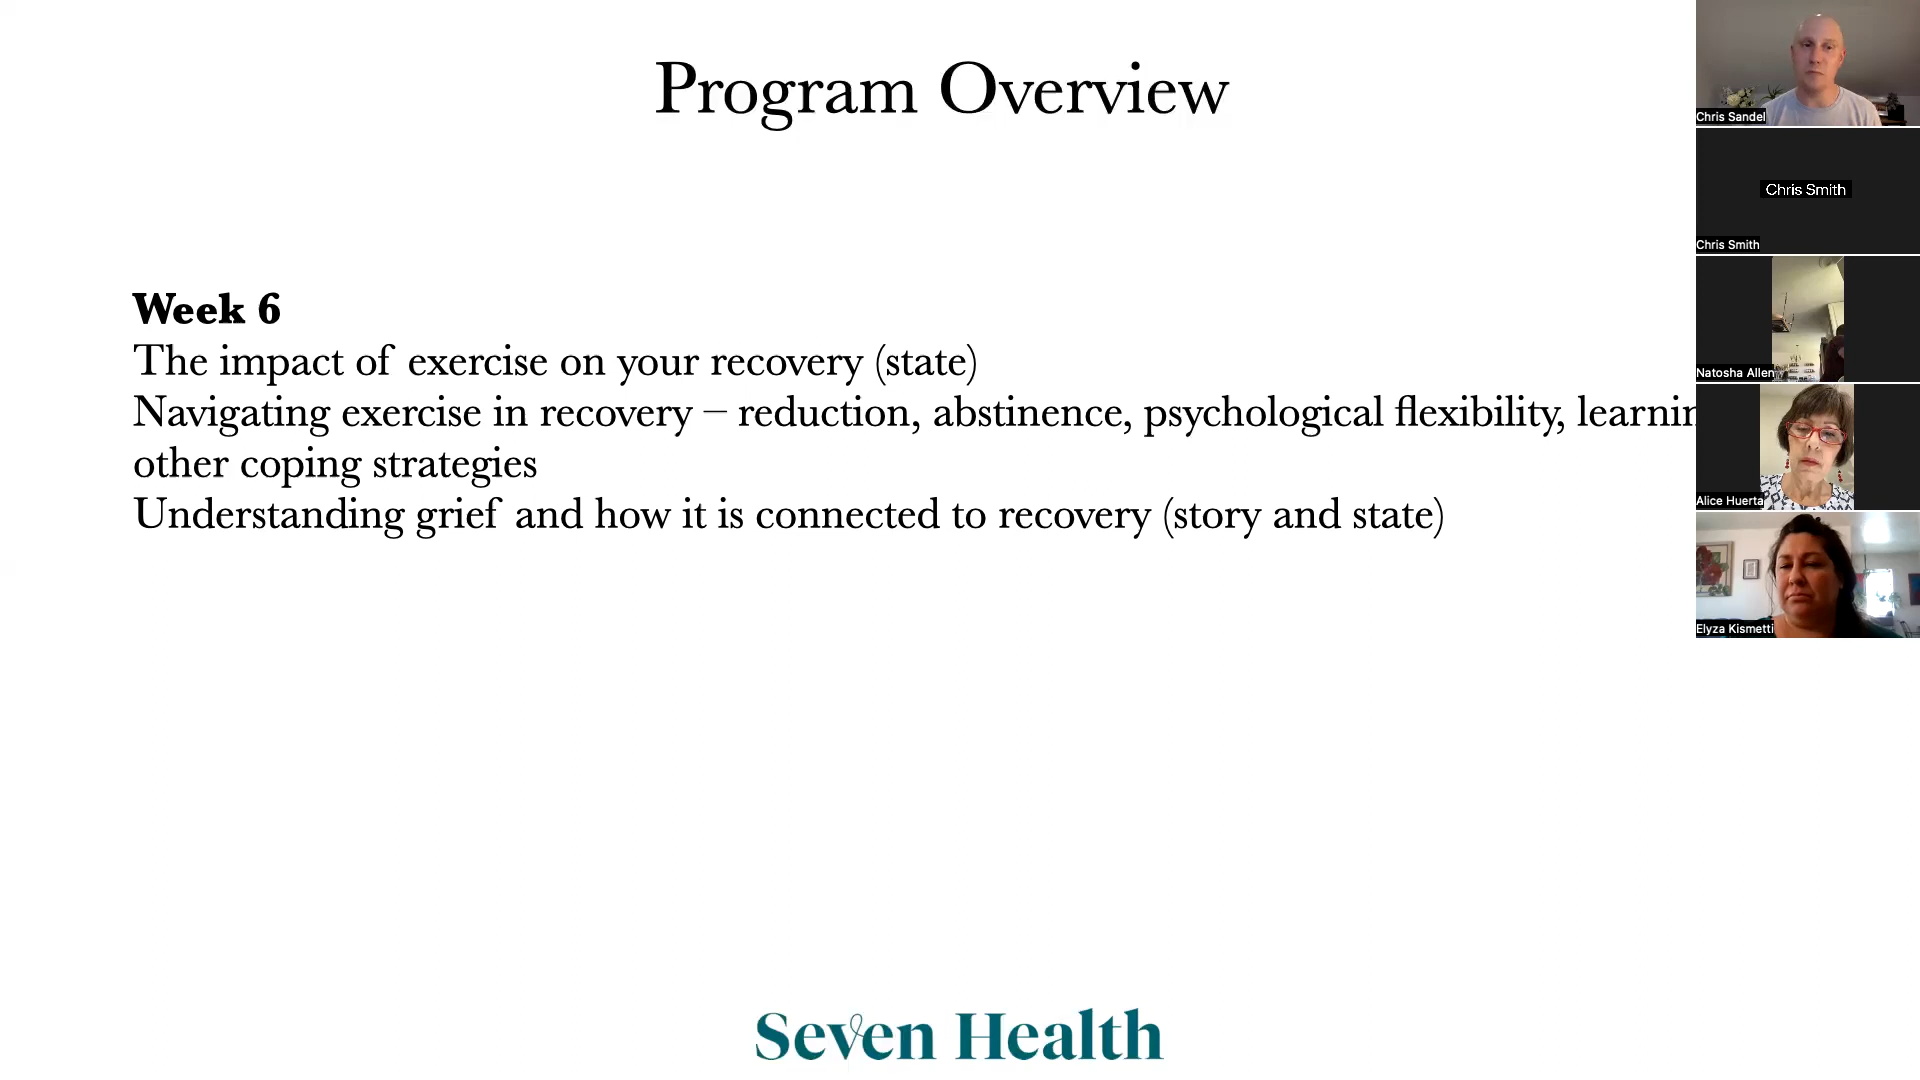 Program Overview
Week 6
The impact of exercise on your recovery (state)
Navigating exercise in recovery – reduction, abstinence, psychological flexibility,
other coping strategies
Understanding grief and how it is connected to recovery (story and state)
Seven Health
Chris Sandel
Chris Smith
Chris Smith
Natosha Allen
Alice Huerta
Elyza Kismetti